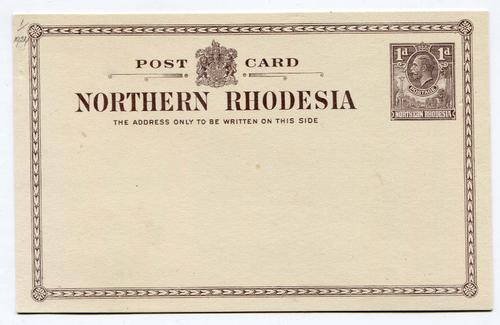 POST CARD
NORTHERN RHODESIA
THE ADDRESS ONLY TO BE WRITTEN ON THIS SIDE
1d 1d
POSTAGE
NORTHERN RHODESIA